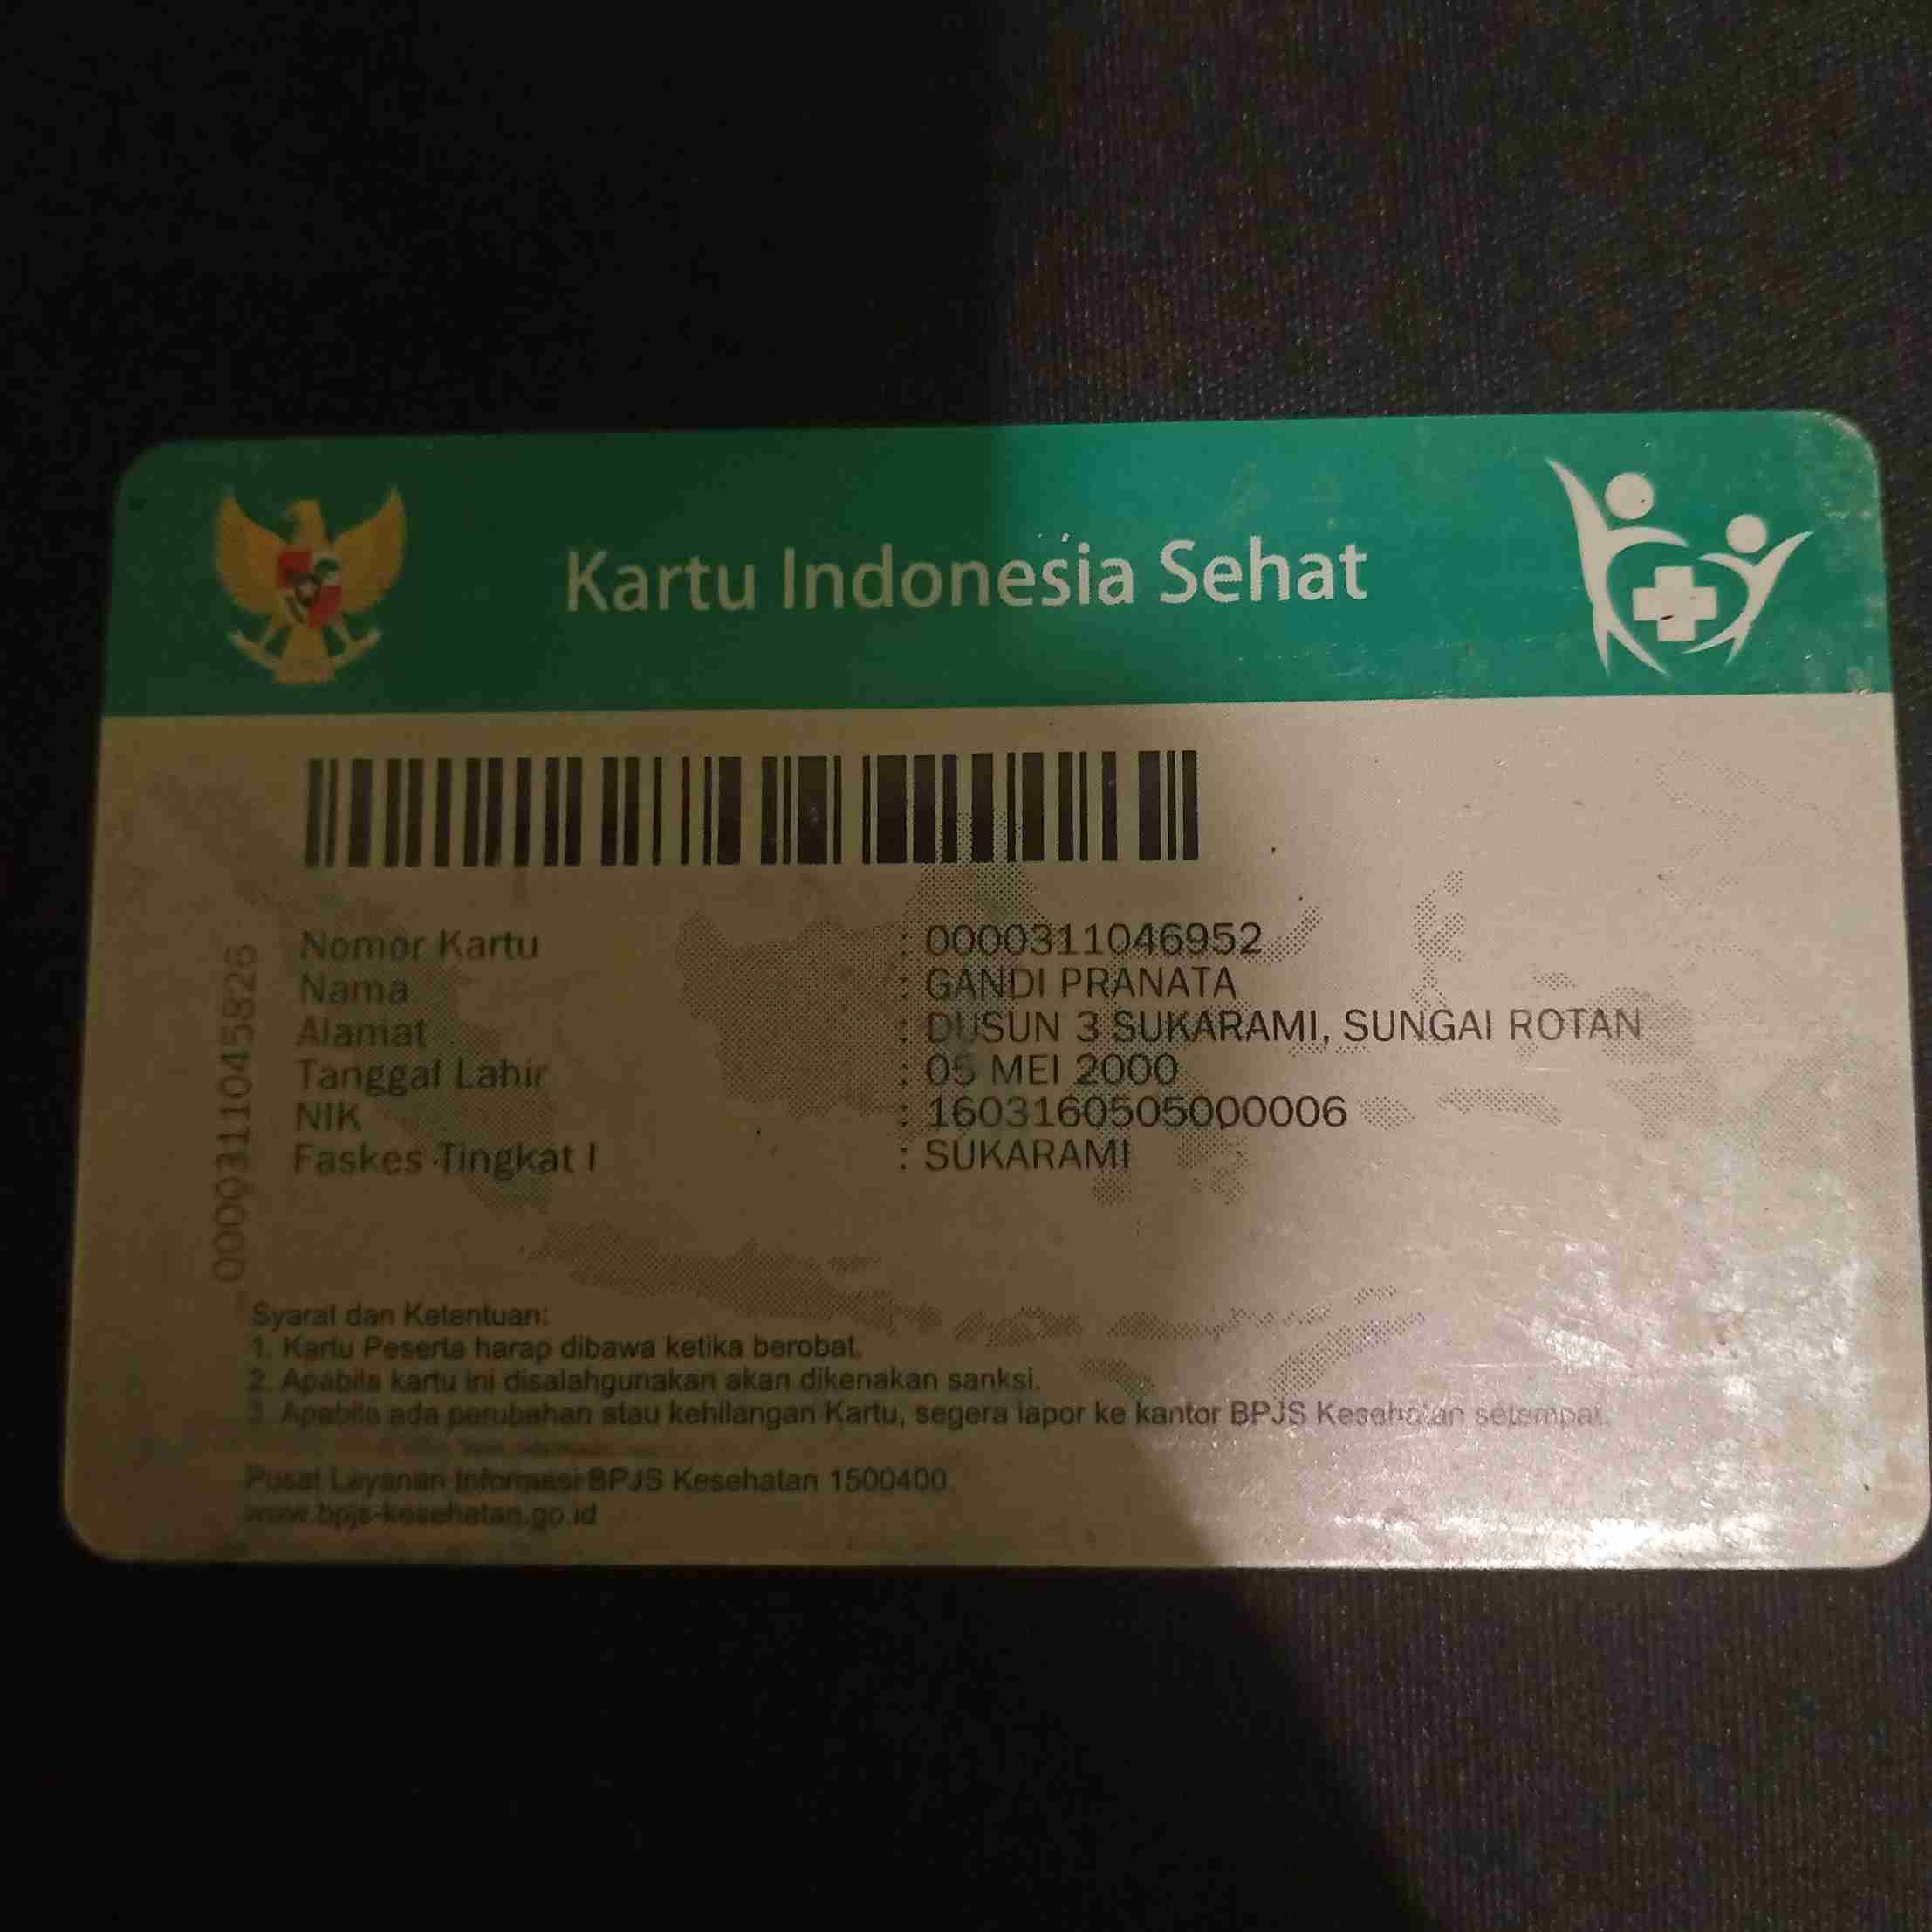 Kartu Indonesia Sehat
Nomor Kartu : 0000311046952
Nama : GANDI PRANATA
Alamat : DUSUN 3 SUKARAMI, SUNGAI ROTAN
Tanggal Lahir : 05 MEI 2000
NIK : 1603160505000006
Faskes Tingkat I : SUKARAMI
0000311045826
Syarat dan Ketentuan:
1. Kartu Peserta harap dibawa ketika berobat.
2. Apabila kartu ini disalahgunakan akan dikenakan sanksi.
3. Apabila ada perubahan atau kehilangan Kartu, segera lapor ke kantor BPJS Kesehatan setempat.
Pusat Layanan Informasi BPJS Kesehatan 1500400
www.bpjs-kesehatan.go.id